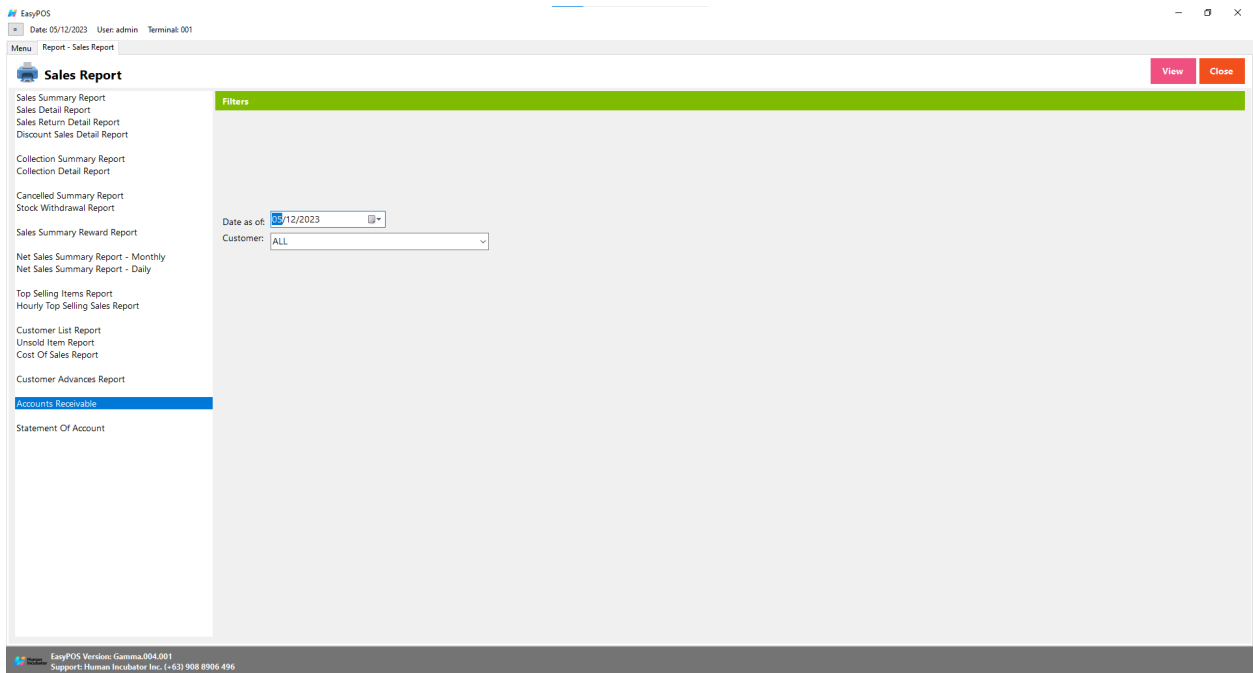 EasyPOS
Date: 05/12/2023 User: admin Terminal: 001
Menu Report - Sales Report
Sales Report
View Close
Sales Summary Report
Sales Detail Report
Sales Return Detail Report
Discount Sales Detail Report
Collection Summary Report
Collection Detail Report
Cancelled Summary Report
Stock Withdrawal Report
Sales Summary Reward Report
Net Sales Summary Report - Monthly
Net Sales Summary Report - Daily
Top Selling Items Report
Hourly Top Selling Sales Report
Customer List Report
Unsold Item Report
Cost Of Sales Report
Customer Advances Report
Accounts Receivable
Statement Of Account
Filters
Date as of: 05/12/2023
Customer: ALL
Human
Incubator
EasyPOS Version: Gamma.004.001
Support: Human Incubator Inc. (+63) 908 8906 496